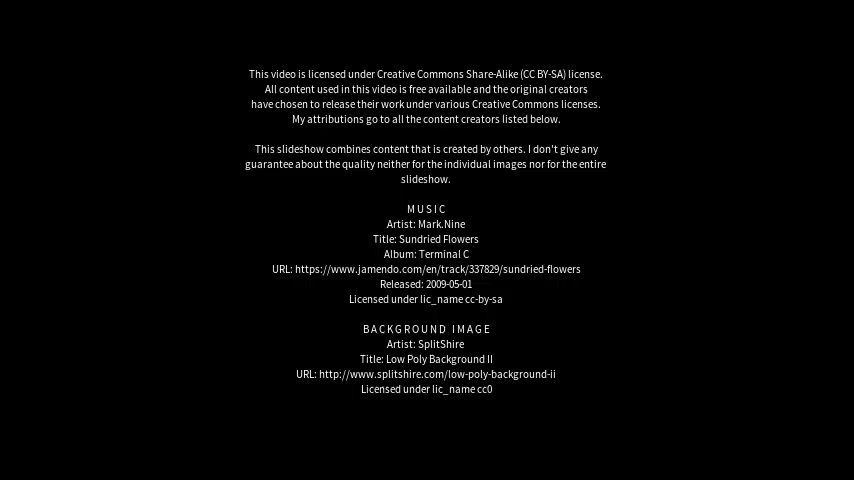 This video is licensed under Creative Commons Share-Alike (CC BY-SA) license.
All content used in this video is free available and the original creators
have chosen to release their work under various Creative Commons licenses.
My attributions go to all the content creators listed below.
This slideshow combines content that is created by others. I don't give any
guarantee about the quality neither for the individual images nor for the entire
slideshow.
MUSIC
Artist: Mark.Nine
Title: Sundried Flowers
Album: Terminal C
URL: https://www.jamendo.com/en/track/337829/sundried-flowers
Released: 2009-05-01
Licensed under lic_name cc-by-sa
BACKGROUND IMAGE
Artist: SplitShire
Title: Low Poly Background II
URL: http://www.splitshire.com/low-poly-background-ii
Licensed under lic_name cc0